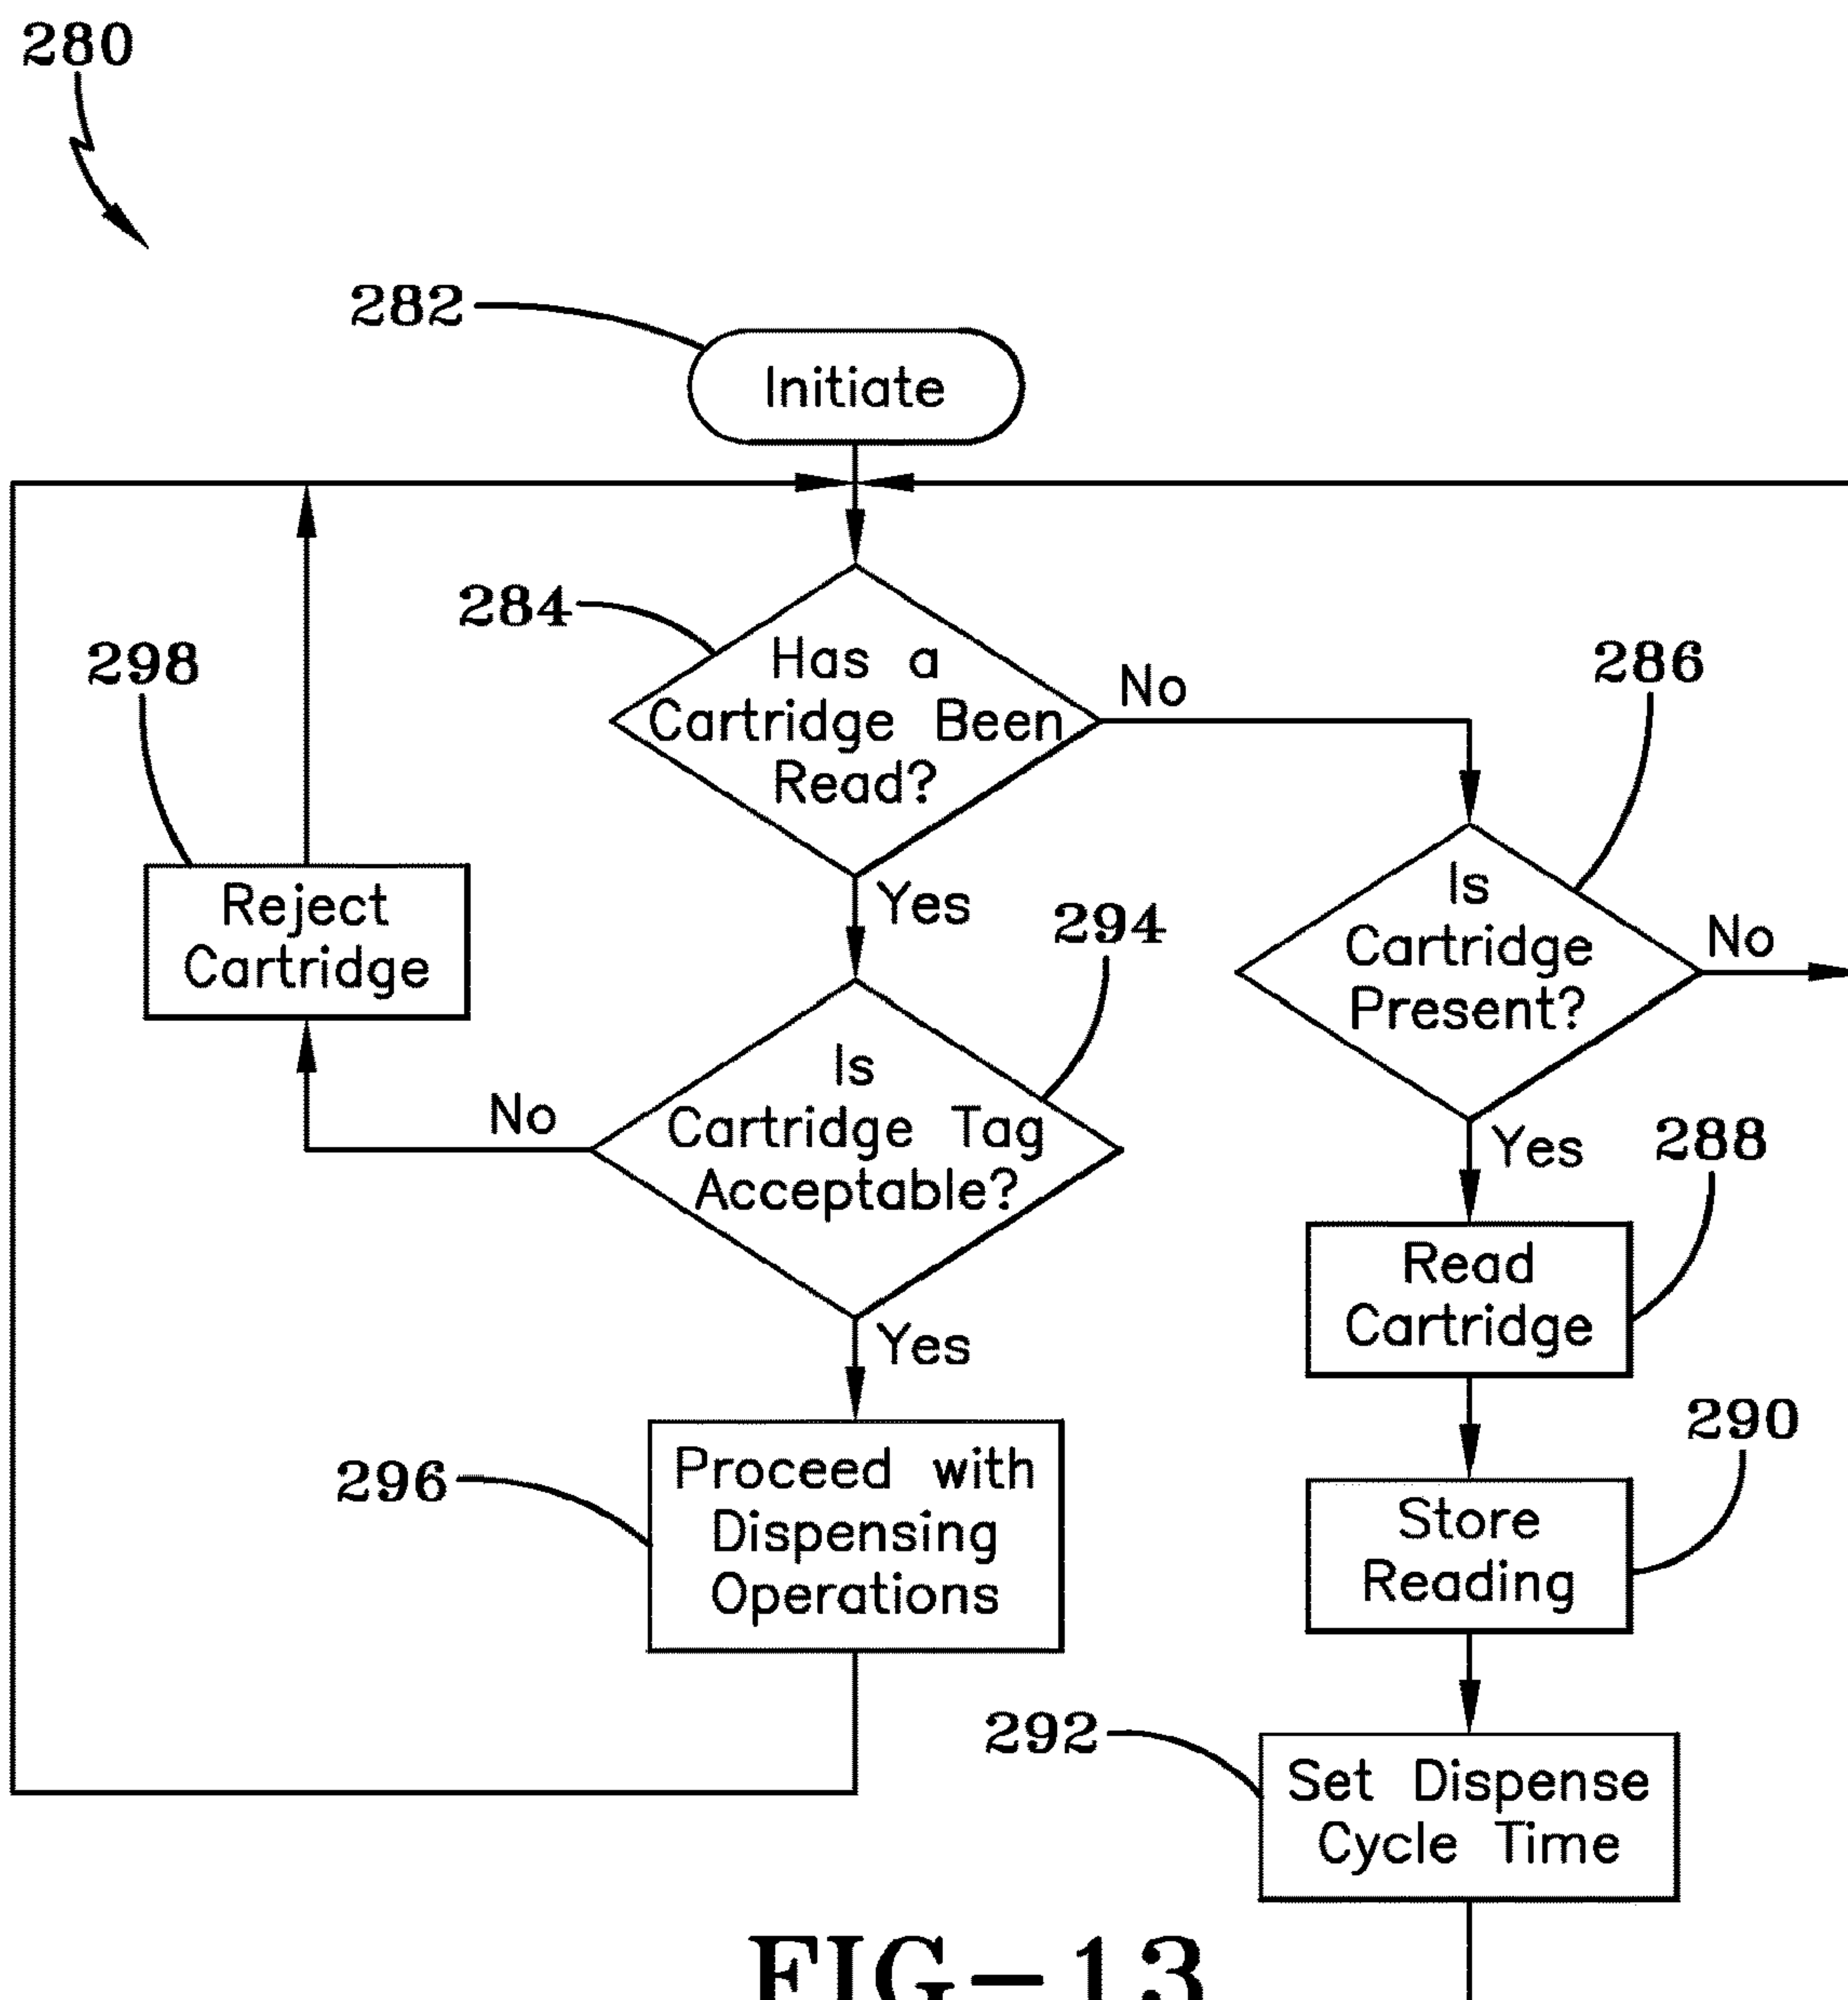 280
282
Initiate
284
Has a
Cartridge Been
Read?
No
286
298
Is
Cartridge
Present?
No
Reject
Cartridge
Yes
294
Is
Cartridge Tag
Acceptable?
No
Yes
288
Read
Cartridge
Yes
296
Proceed with
Dispensing
Operations
290
Store
Reading
292
Set Dispense
Cycle Time
FIG-13